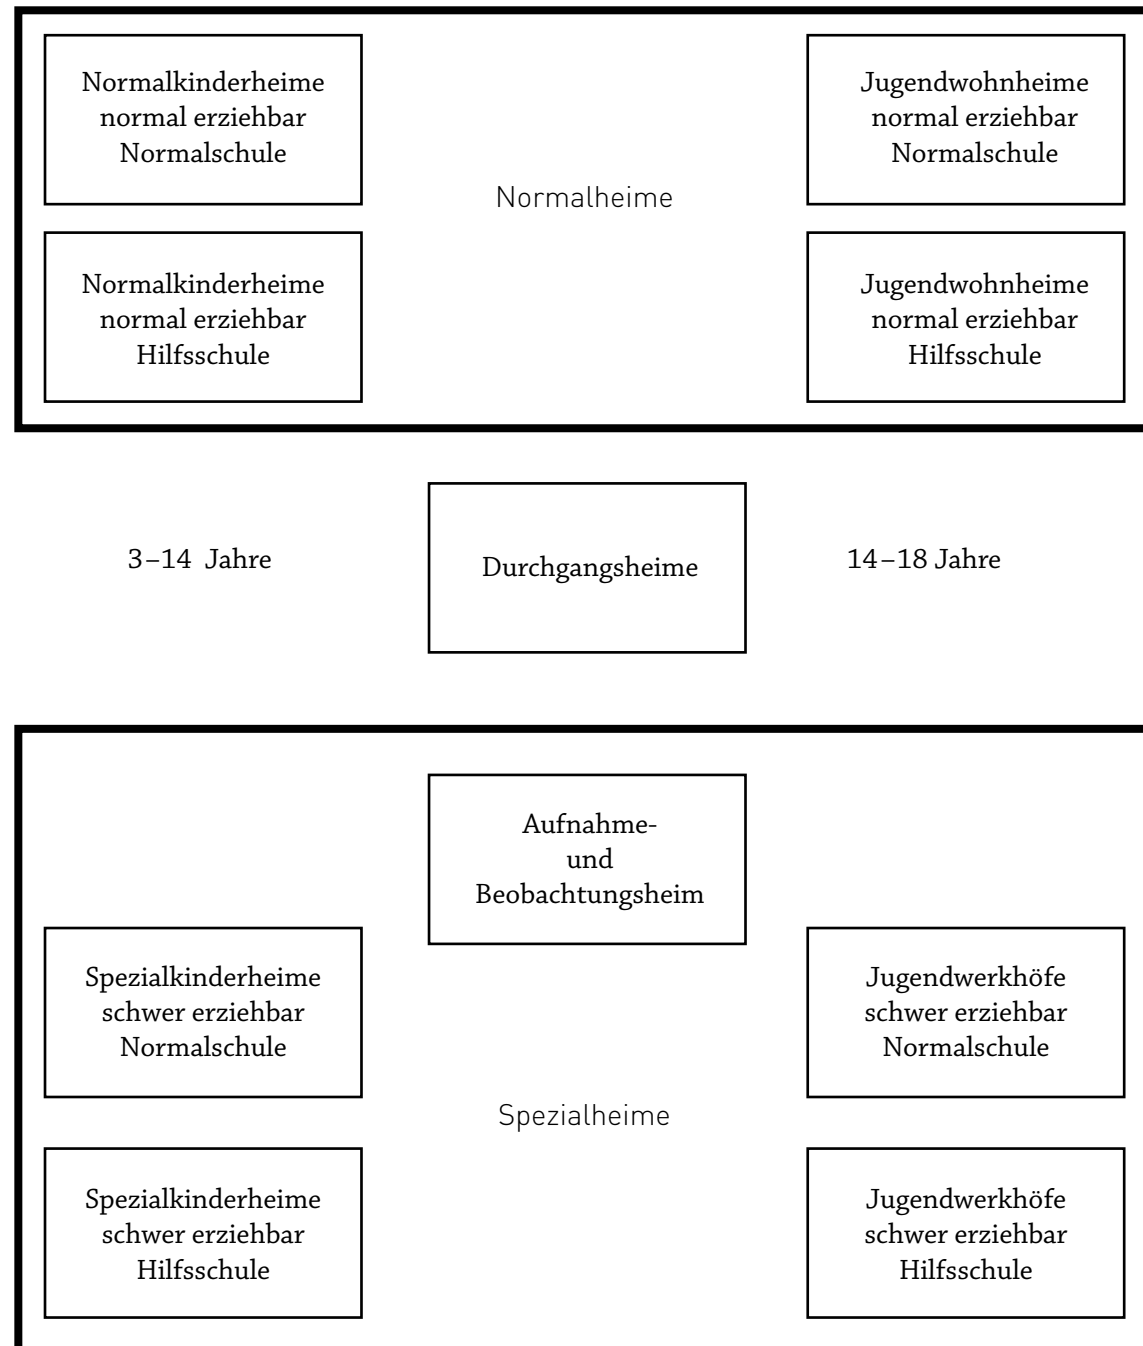 Normalkinderheime
normal erziehbar
Normalschule
Jugendwohnheime
normal erziehbar
Normalschule
Normalheime
Normalkinderheime
normal erziehbar
Hilfsschule
Jugendwohnheime
normal erziehbar
Hilfsschule
3–14 Jahre
Durchgangsheime
14–18 Jahre
Aufnahme-
und
Beobachtungsheim
Spezialkinderheime
schwer erziehbar
Normalschule
Jugendwerkhöfe
schwer erziehbar
Normalschule
Spezialheime
Spezialkinderheime
schwer erziehbar
Hilfsschule
Jugendwerkhöfe
schwer erziehbar
Hilfsschule